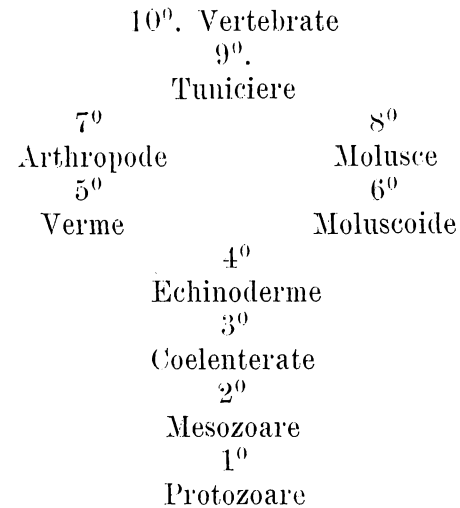 10⁰. Vertebrate
9⁰.
Tuniciere
7⁰ 8⁰
Arthropode Molusce
5⁰ 6⁰
Verme Moluscoide
4⁰
Echinoderme
3⁰
Coelenterate
2⁰
Mesozoare
1⁰
Protozoare